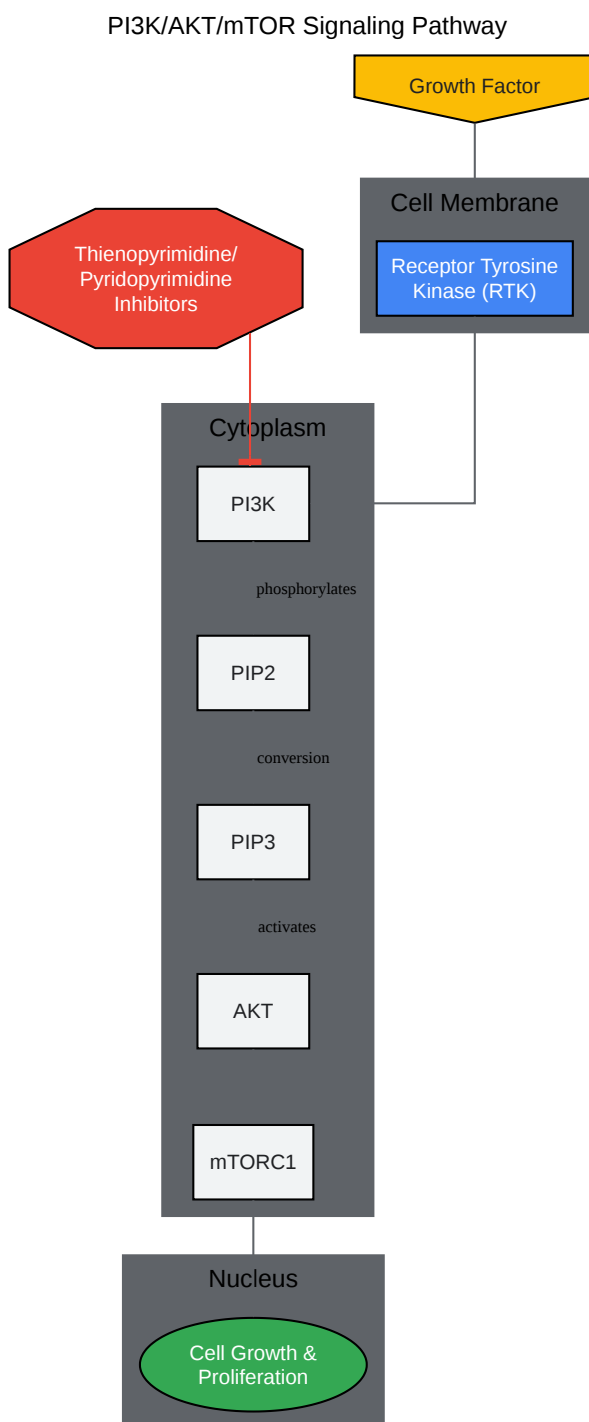 PI3K/AKT/mTOR Signaling Pathway
Growth Factor
Cell Membrane
Receptor Tyrosine
Kinase (RTK)
Thienopyrimidine/
Pyridopyrimidine
Inhibitors
Cytoplasm
PI3K
phosphorylates
PIP2
conversion
PIP3
activates
AKT
mTORC1
Nucleus
Cell Growth &
Proliferation